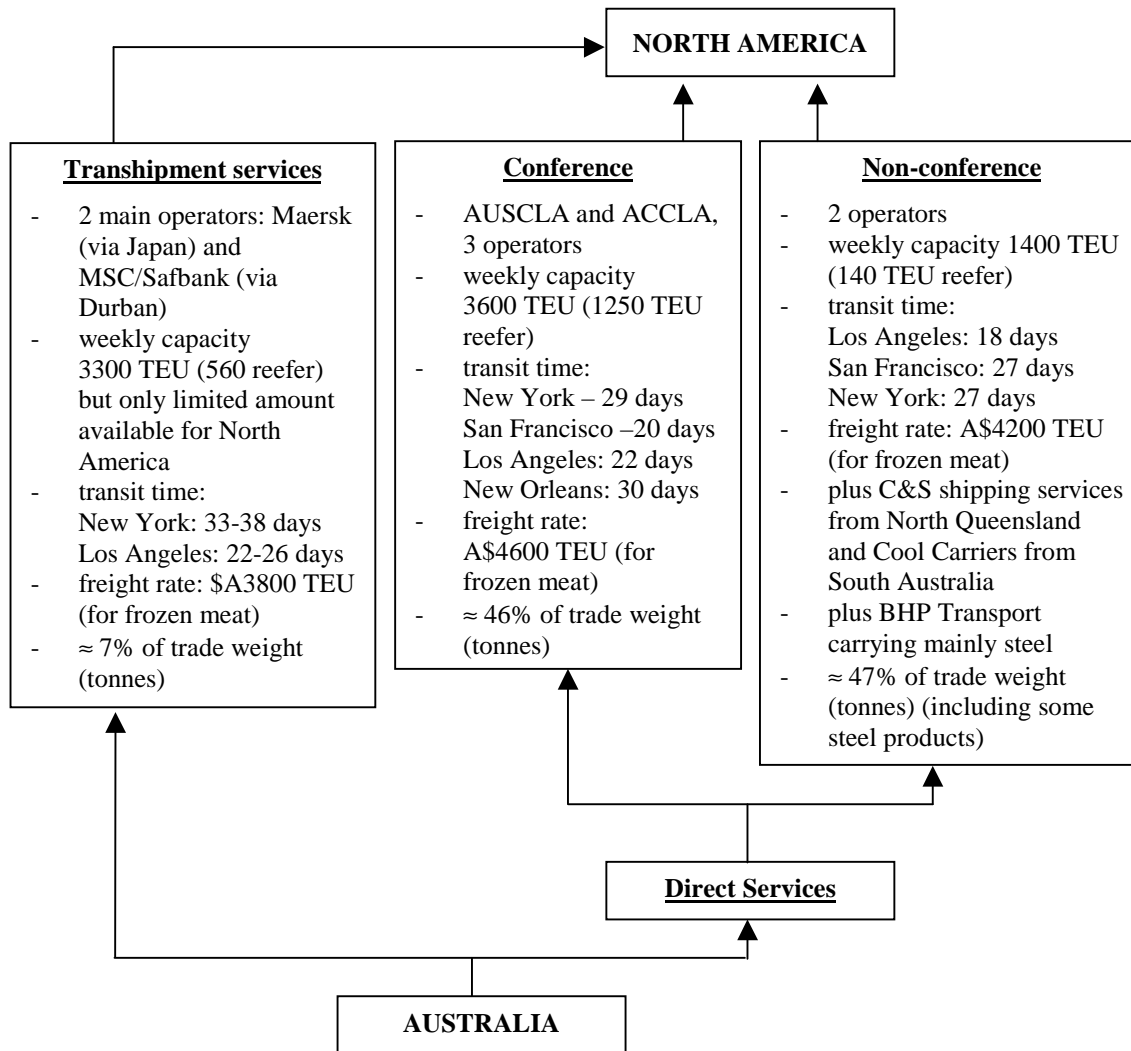 NORTH AMERICA
Transhipment services
- 2 main operators: Maersk
(via Japan) and
MSC/Safbank (via
Durban)
- weekly capacity
3300 TEU (560 reefer)
but only limited amount
available for North
America
- transit time:
New York: 33-38 days
Los Angeles: 22-26 days
- freight rate: $A3800 TEU
(for frozen meat)
- ≈ 7% of trade weight
(tonnes)
Conference
- AUSCLA and ACCLA,
3 operators
- weekly capacity
3600 TEU (1250 TEU
reefer)
- transit time:
New York – 29 days
San Francisco –20 days
Los Angeles: 22 days
New Orleans: 30 days
- freight rate:
A$4600 TEU (for
frozen meat)
- ≈ 46% of trade weight
(tonnes)
Non-conference
- 2 operators
- weekly capacity 1400 TEU
(140 TEU reefer)
- transit time:
Los Angeles: 18 days
San Francisco: 27 days
New York: 27 days
- freight rate: A$4200 TEU
(for frozen meat)
- plus C&S shipping services
from North Queensland
and Cool Carriers from
South Australia
- plus BHP Transport
carrying mainly steel
- ≈ 47% of trade weight
(tonnes) (including some
steel products)
Direct Services
AUSTRALIA